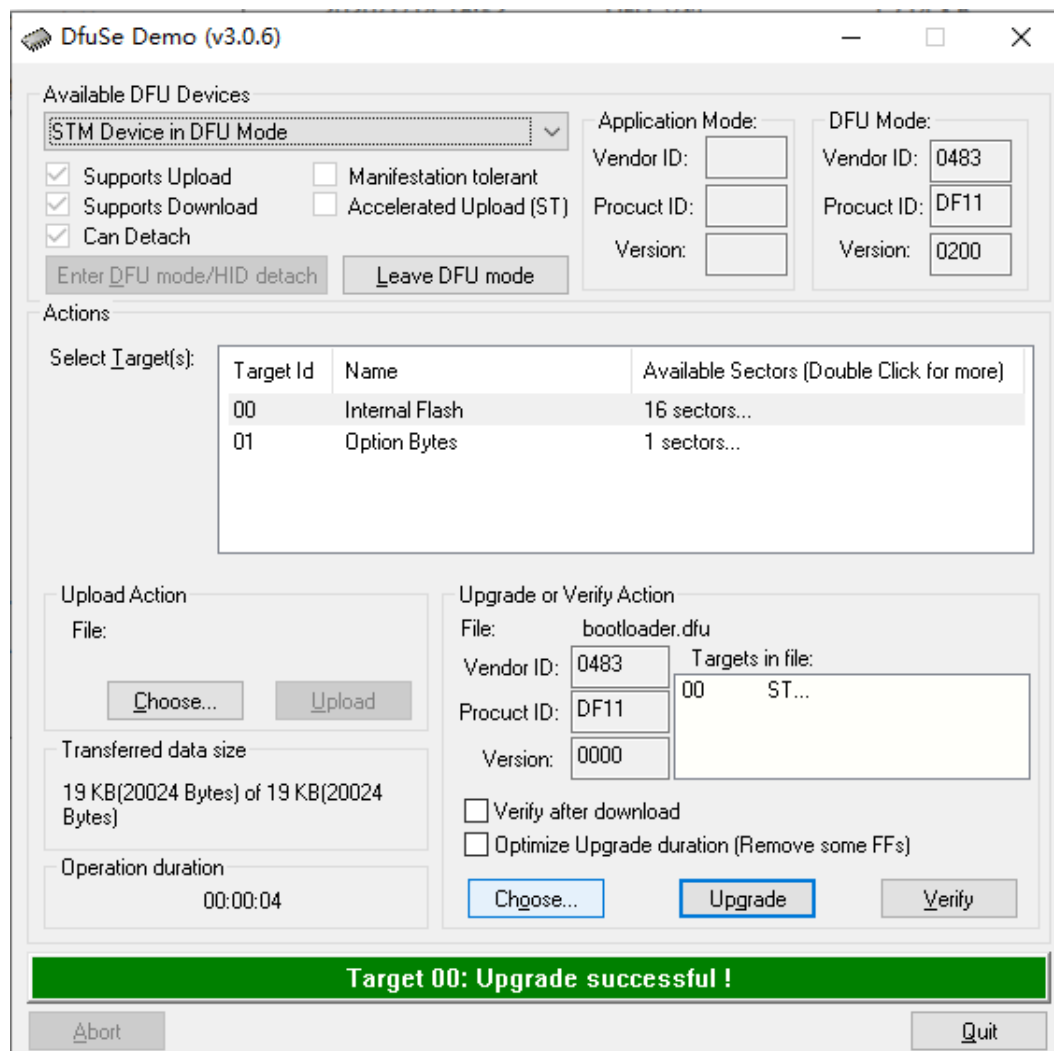 DfuSe Demo (v3.0.6)
Available DFU Devices
STM Device in DFU Mode
Supports Upload
Manifestation tolerant
Supports Download
Accelerated Upload (ST)
Can Detach
Enter DFU mode/HID detach
Leave DFU mode
Application Mode:
Vendor ID:
Procuct ID:
Version:
DFU Mode:
Vendor ID: 0483
Procuct ID: DF11
Version: 0200
Actions
Select Target(s):
Target Id Name Available Sectors (Double Click for more)
00 Internal Flash 16 sectors...
01 Option Bytes 1 sectors...
Upload Action
File:
Choose... Upload
Transferred data size
19 KB(20024 Bytes) of 19 KB(20024
Bytes)
Operation duration
00:00:04
Upgrade or Verify Action
File: bootloader.dfu
Vendor ID: 0483
Procuct ID: DF11
Version: 0000
Targets in file:
00 ST...
Verify after download
Optimize Upgrade duration (Remove some FFs)
Choose... Upgrade Verify
Target 00: Upgrade successful !
Abort Quit